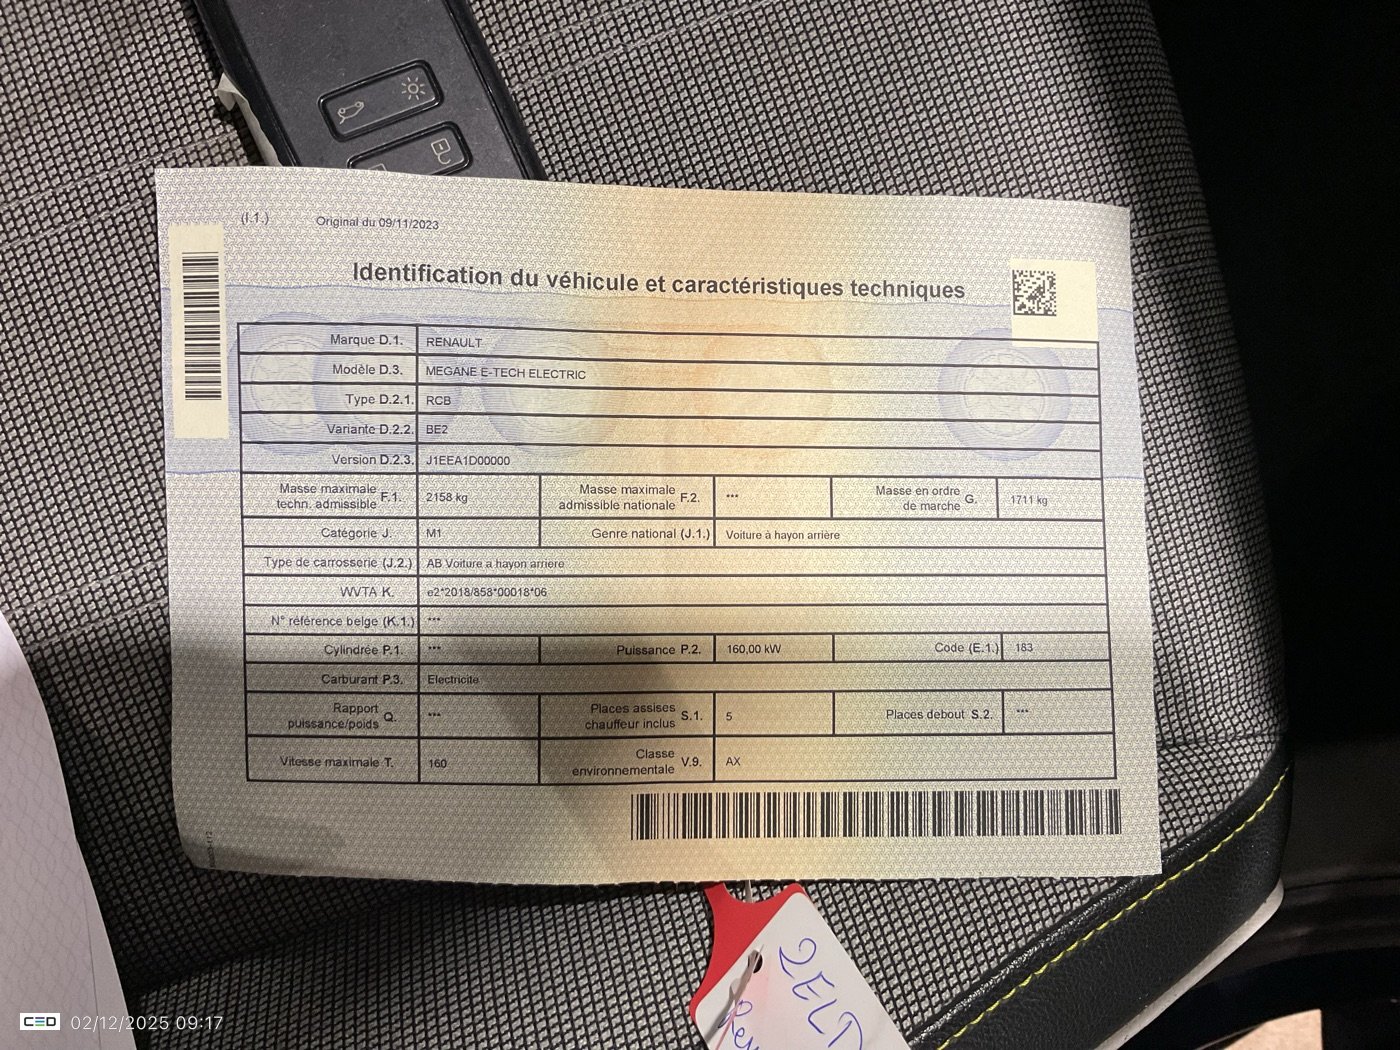 (I.1.) Original du 09/11/2023
Identification du véhicule et caractéristiques techniques
Marque D.1. RENAULT
Modèle D.3. MEGANE E-TECH ELECTRIC
Type D.2.1. RCB
Variante D.2.2. BE2
Version D.2.3. J1EEA1D00000
Masse maximale techn. admissible F.1. 2158 kg Masse maximale admissible nationale F.2. *** Masse en ordre de marche G. 1711 kg
Catégorie J. M1 Genre national (J.1.) Voiture à hayon arrière
Type de carrosserie (J.2.) AB Voiture a hayon arriere
WVTA K. e2*2018/858*00018*06
N° référence belge (K.1.) ***
Cylindrée P.1. *** Puissance P.2. 160,00 kW Code (E.1.) 183
Carburant P.3. Electricite
Rapport puissance/poids Q. *** Places assises chauffeur inclus S.1. 5 Places debout S.2. ***
Vitesse maximale T. 160 Classe environnementale V.9. AX
2ELT
Ren
CED 02/12/2025 09:17